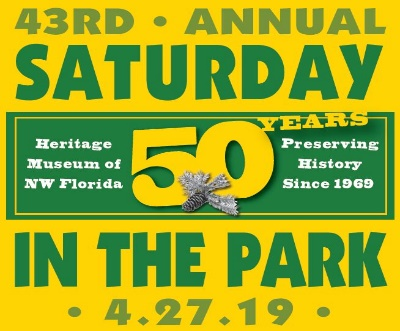 43RD • ANNUAL
SATURDAY
Heritage
Museum of
NW Florida
50
YEARS
Preserving
History
Since 1969
IN THE PARK
• 4.27.19 •